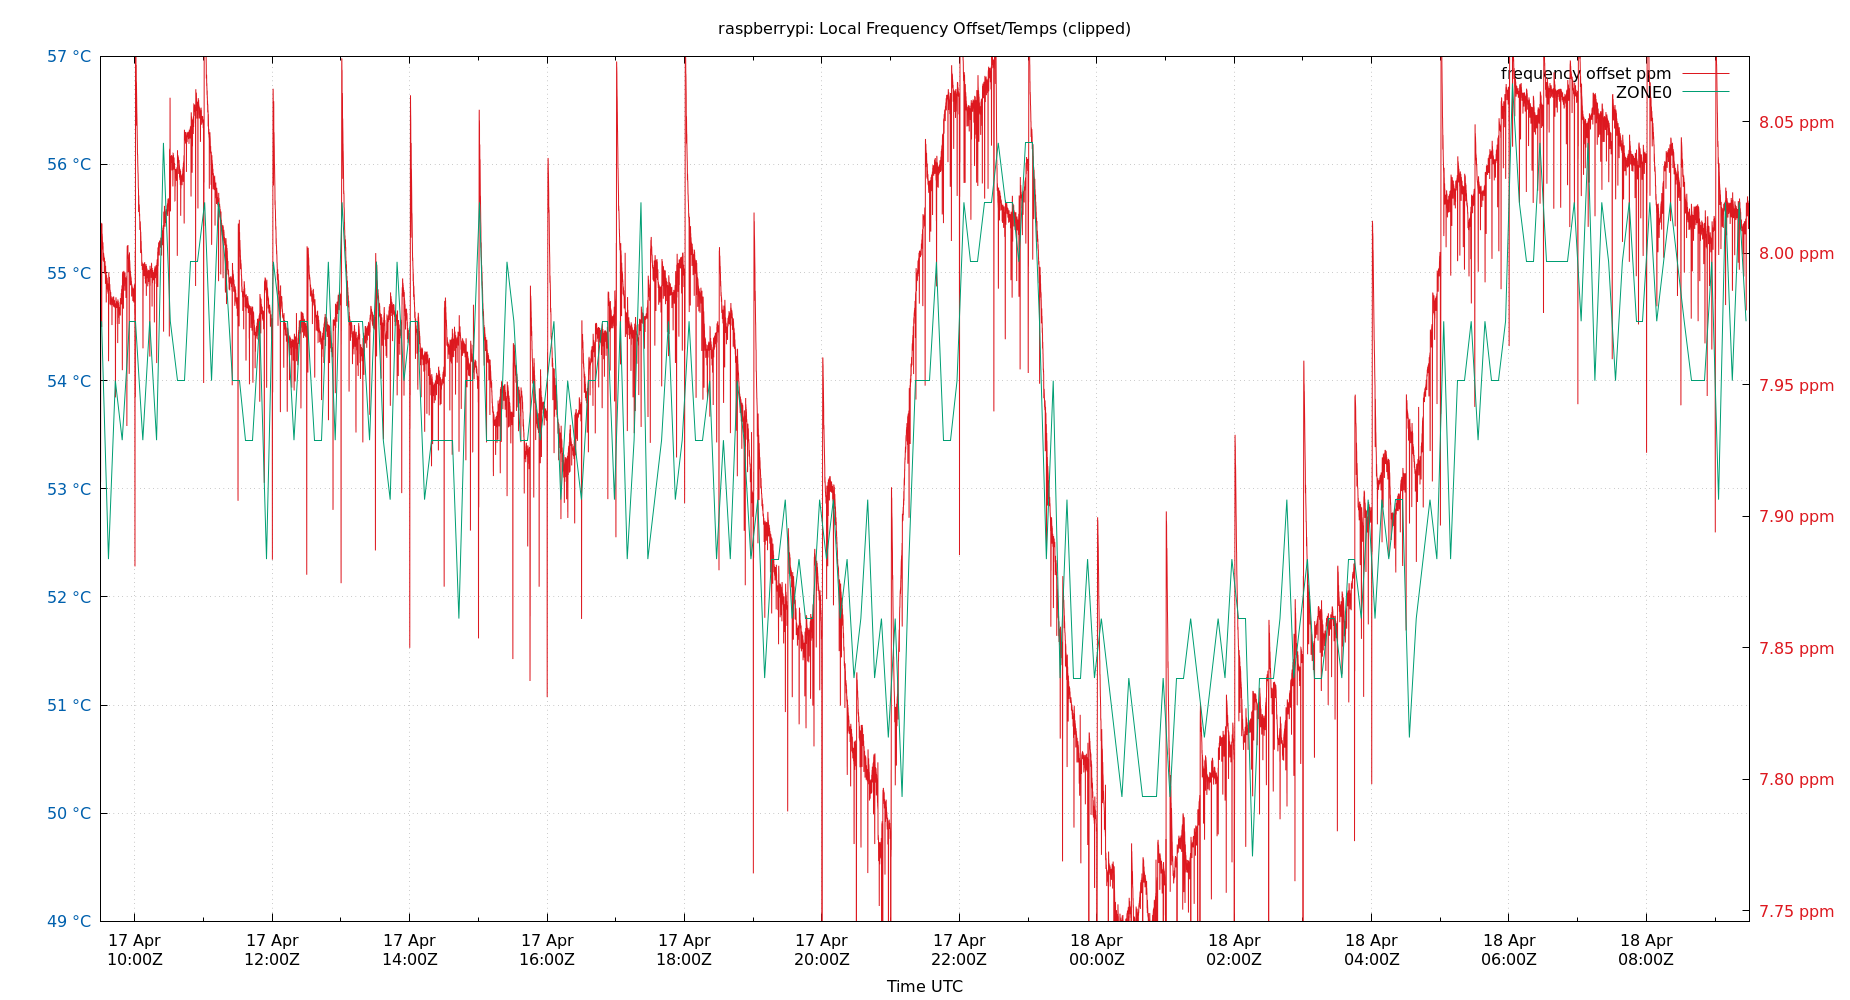 raspberrypi: Local Frequency Offset/Temps (clipped)
57 °C
56 °C
55 °C
54 °C
53 °C
52 °C
51 °C
50 °C
49 °C
frequency offset ppm
ZONE0
8.05 ppm
8.00 ppm
7.95 ppm
7.90 ppm
7.85 ppm
7.80 ppm
7.75 ppm
17 Apr 17 Apr 17 Apr 17 Apr 17 Apr 17 Apr 17 Apr 18 Apr 18 Apr 18 Apr 18 Apr 18 Apr
10:00Z 12:00Z 14:00Z 16:00Z 18:00Z 20:00Z 22:00Z 00:00Z 02:00Z 04:00Z 06:00Z 08:00Z
Time UTC